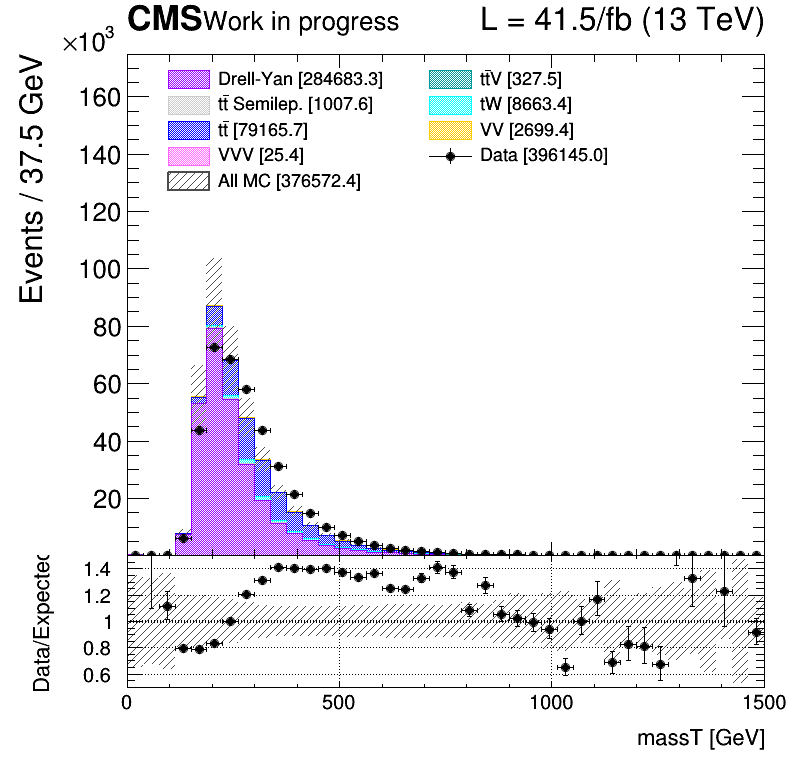 CMS Work in progress L = 41.5/fb (13 TeV)
×10³
Drell-Yan [284683.3]
tt̄ Semilep. [1007.6]
tt̄ [79165.7]
VVV [25.4]
All MC [376572.4]
tt̄V [327.5]
tW [8663.4]
VV [2699.4]
Data [396145.0]
Events / 37.5 GeV
160
140
120
100
80
60
40
20
Data/Expected
1.4
1.2
1
0.8
0.6
0 500 1000 1500
massT [GeV]